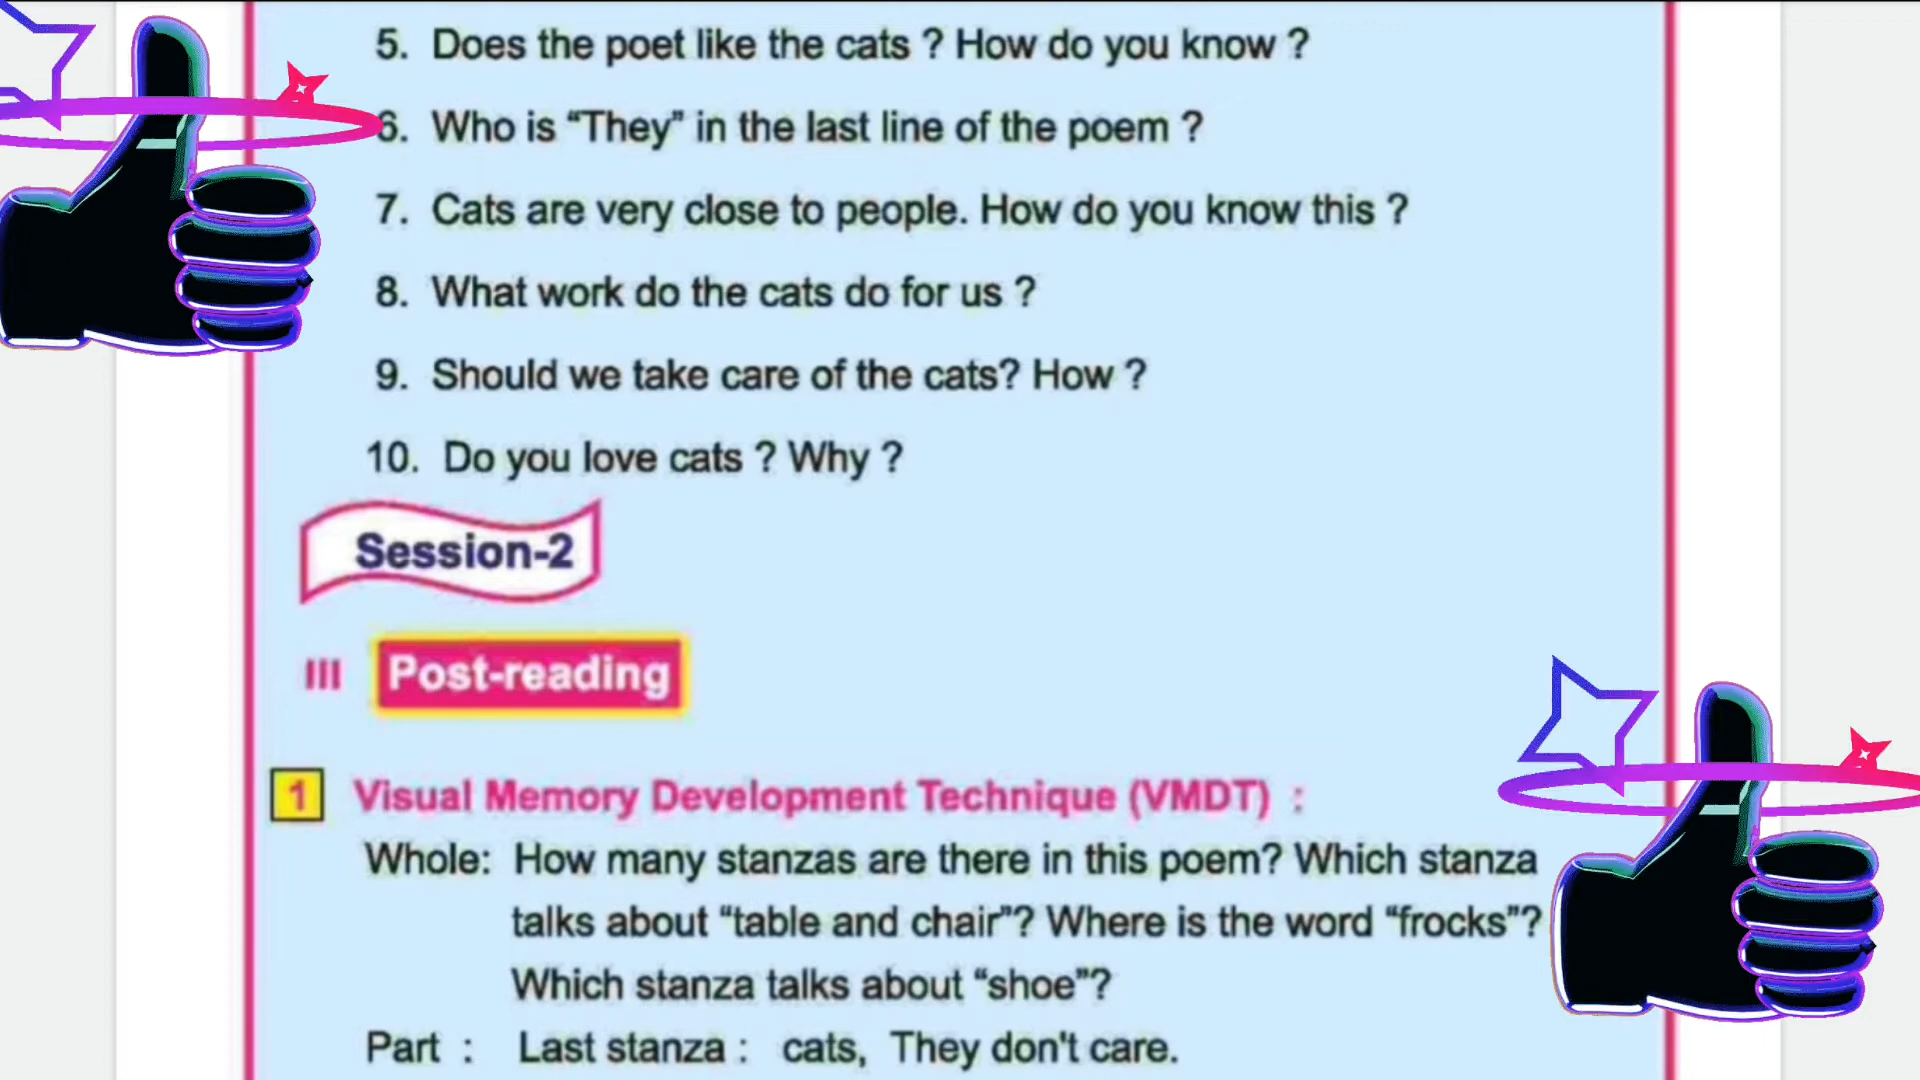 5. Does the poet like the cats ? How do you know ?
6. Who is “They” in the last line of the poem ?
7. Cats are very close to people. How do you know this ?
8. What work do the cats do for us ?
9. Should we take care of the cats? How ?
10. Do you love cats ? Why ?
Session-2
III Post-reading
1 Visual Memory Development Technique (VMDT) :
Whole: How many stanzas are there in this poem? Which stanza
talks about “table and chair”? Where is the word “frocks”?
Which stanza talks about “shoe”?
Part : Last stanza : cats, They don't care.